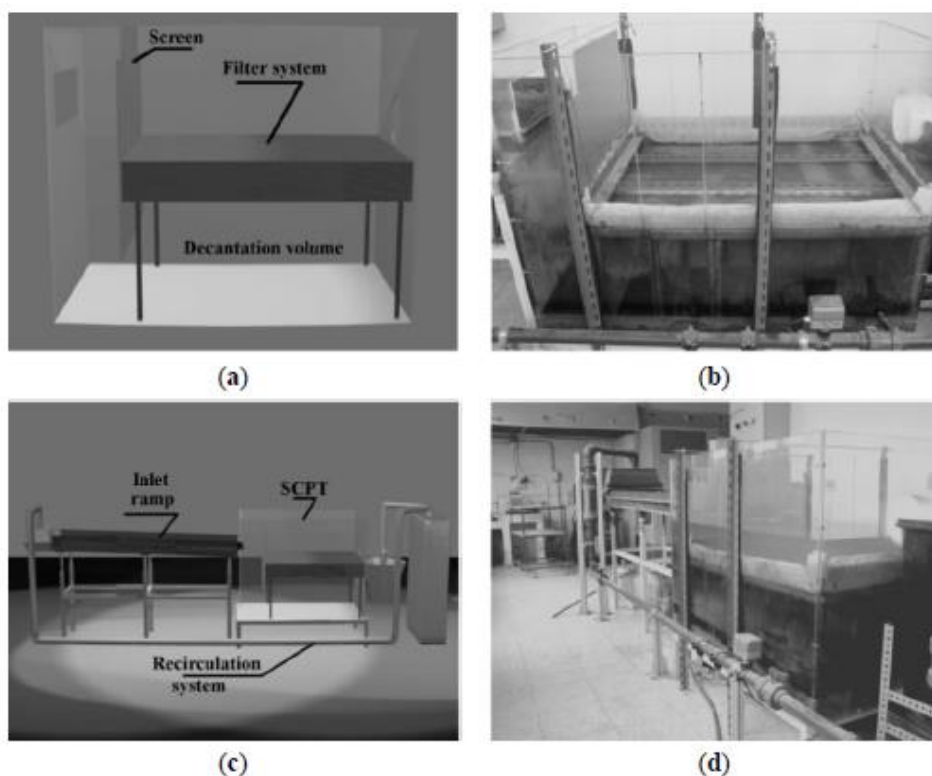 Screen
Filter system
Decantation volume
(a)
(b)
Inlet
ramp
SCPT
Recirculation
system
(c)
(d)